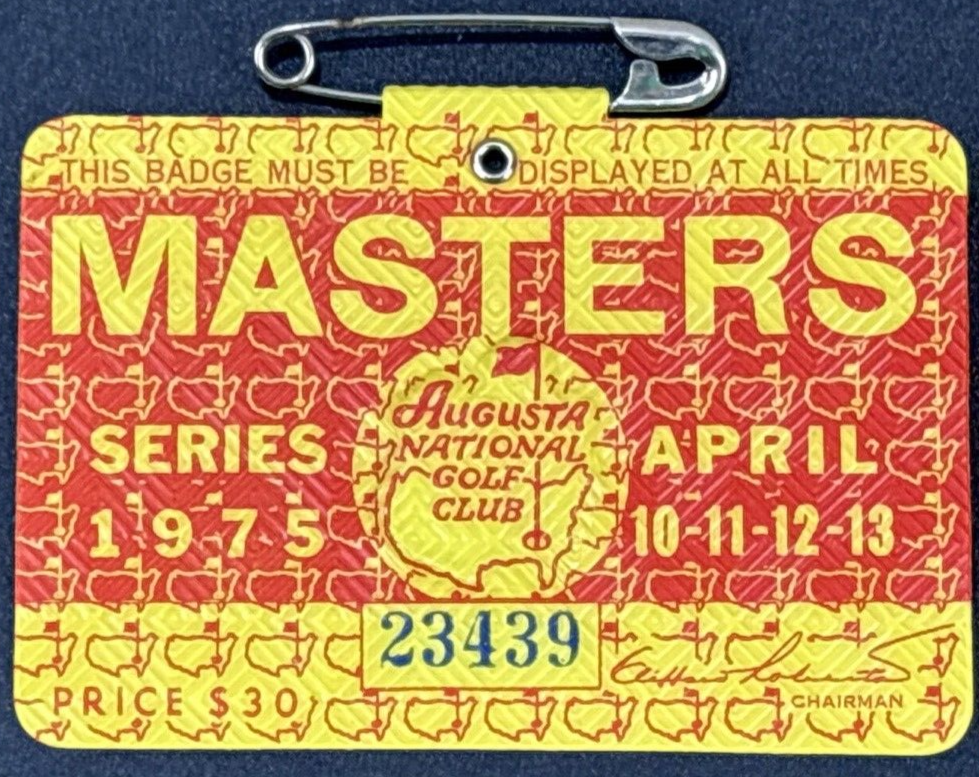 THIS BADGE MUST BE DISPLAYED AT ALL TIMES
MASTERS
SERIES
1975
AUGUSTA
NATIONAL
GOLF
CLUB
APRIL
10-11-12-13
23439
PRICE $30
CHAIRMAN